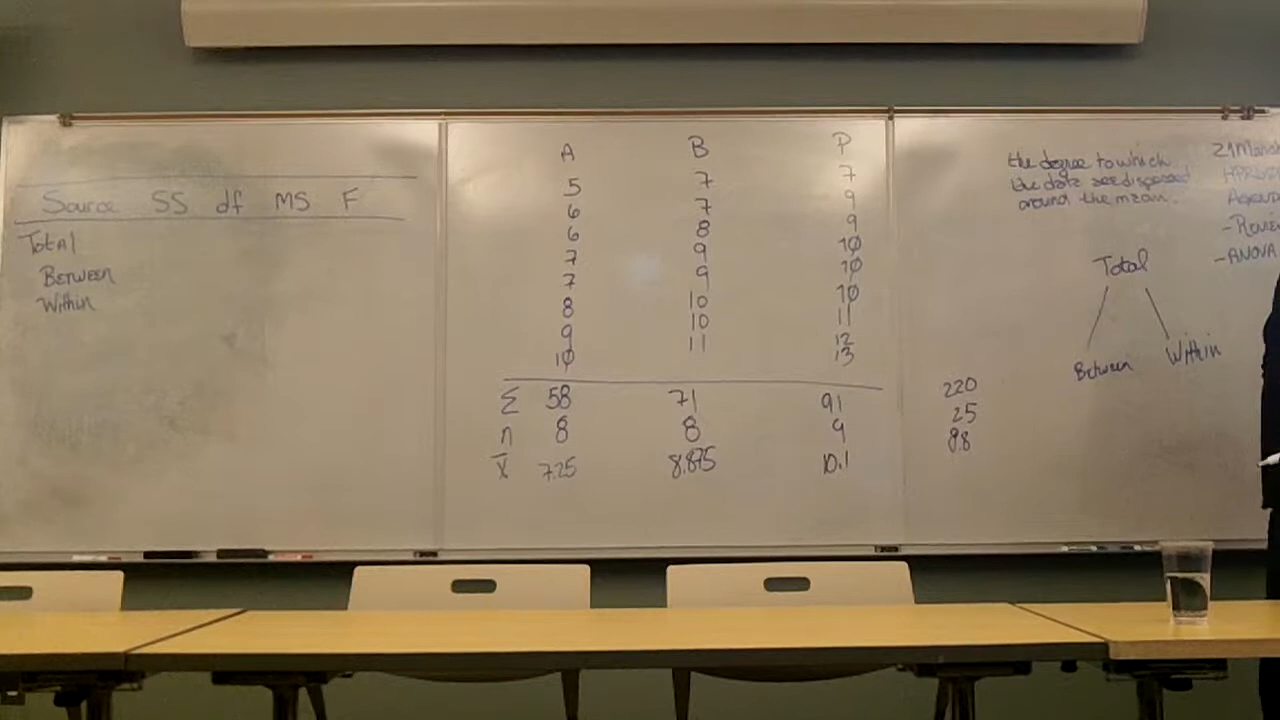 Source SS df MS F
Total
Between
Within
A B P
5 7 7
6 7 9
6 8 9
7 9 10
7 9 10
8 10 10
9 10 11
10 11 12
13
Σ 58 71 91 220
n 8 8 9 25
X̄ 7.25 8.875 10.1 8.8
the degree to which
the data are dispersed
around the mean.
Total
Between Within
21 March
- Review
- ANOVA